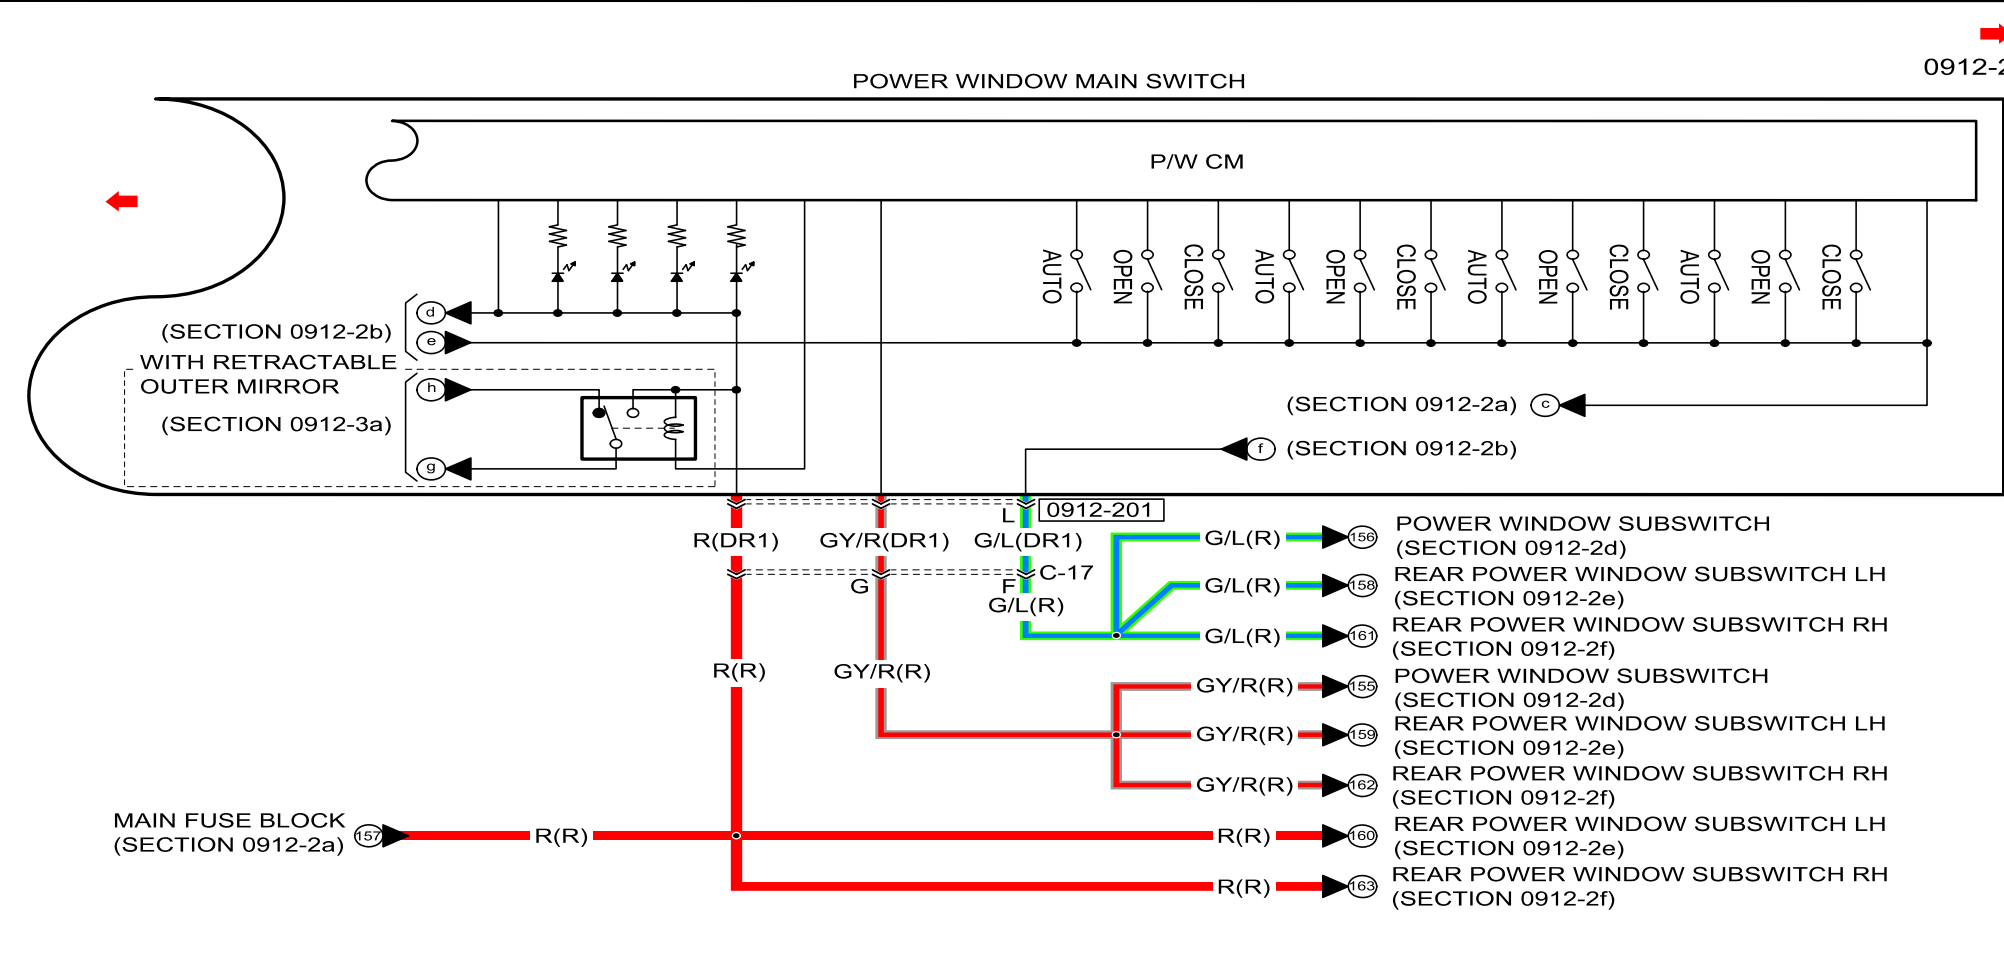 0912-2
POWER WINDOW MAIN SWITCH
P/W CM
AUTO
OPEN
CLOSE
AUTO
OPEN
CLOSE
AUTO
OPEN
CLOSE
AUTO
OPEN
CLOSE
d
(SECTION 0912-2b)
e
WITH RETRACTABLE
OUTER MIRROR
h
(SECTION 0912-3a)
g
(SECTION 0912-2a) c
f (SECTION 0912-2b)
L 0912-201
R(DR1) GY/R(DR1) G/L(DR1)
C-17
G F
G/L(R)
G/L(R) 156 POWER WINDOW SUBSWITCH
(SECTION 0912-2d)
G/L(R) 158 REAR POWER WINDOW SUBSWITCH LH
(SECTION 0912-2e)
G/L(R) 161 REAR POWER WINDOW SUBSWITCH RH
(SECTION 0912-2f)
R(R) GY/R(R)
GY/R(R) 155 POWER WINDOW SUBSWITCH
(SECTION 0912-2d)
GY/R(R) 159 REAR POWER WINDOW SUBSWITCH LH
(SECTION 0912-2e)
GY/R(R) 162 REAR POWER WINDOW SUBSWITCH RH
(SECTION 0912-2f)
MAIN FUSE BLOCK
(SECTION 0912-2a) 157 R(R)
R(R) 160 REAR POWER WINDOW SUBSWITCH LH
(SECTION 0912-2e)
R(R) 163 REAR POWER WINDOW SUBSWITCH RH
(SECTION 0912-2f)